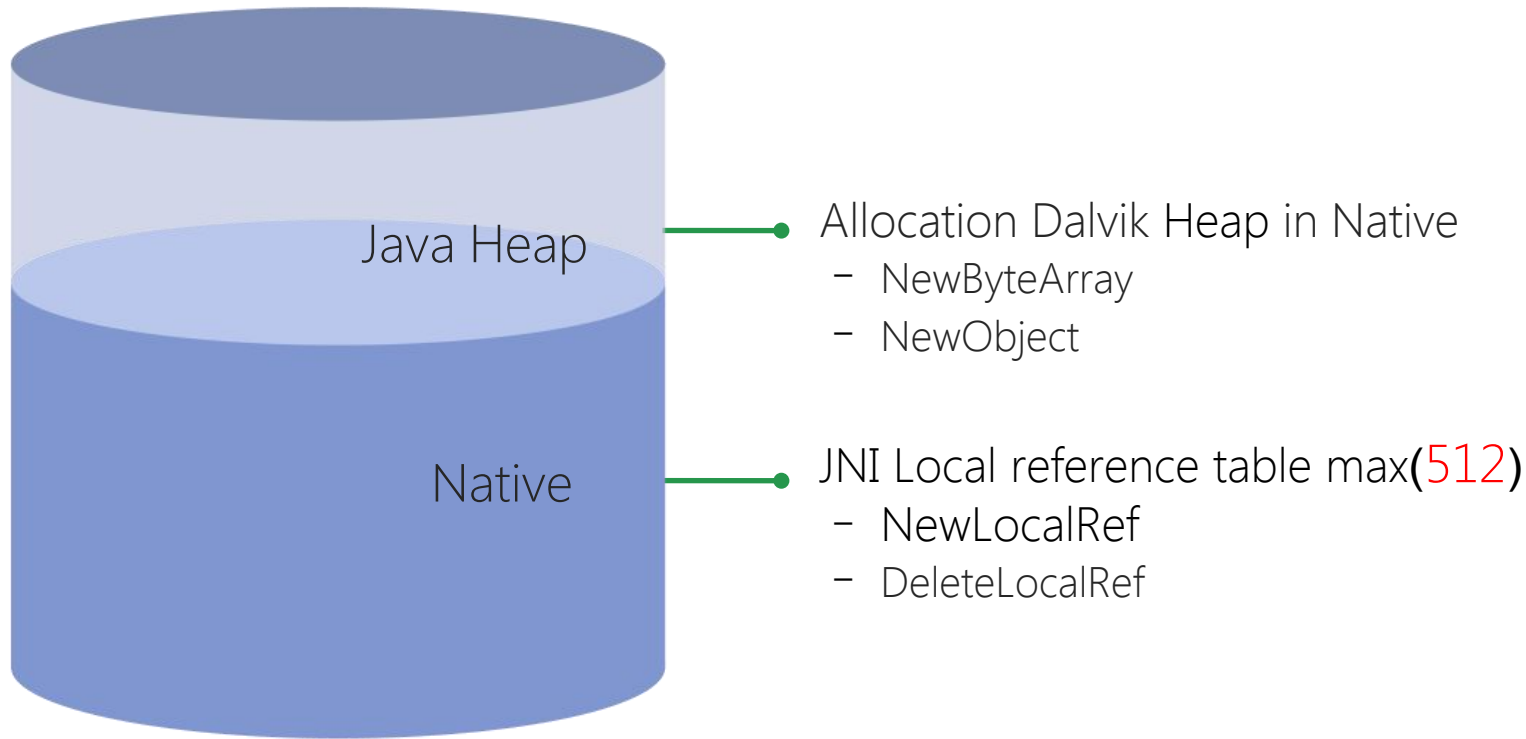 Java Heap
Native
Allocation Dalvik Heap in Native
- NewByteArray
- NewObject
JNI Local reference table max(512)
- NewLocalRef
- DeleteLocalRef